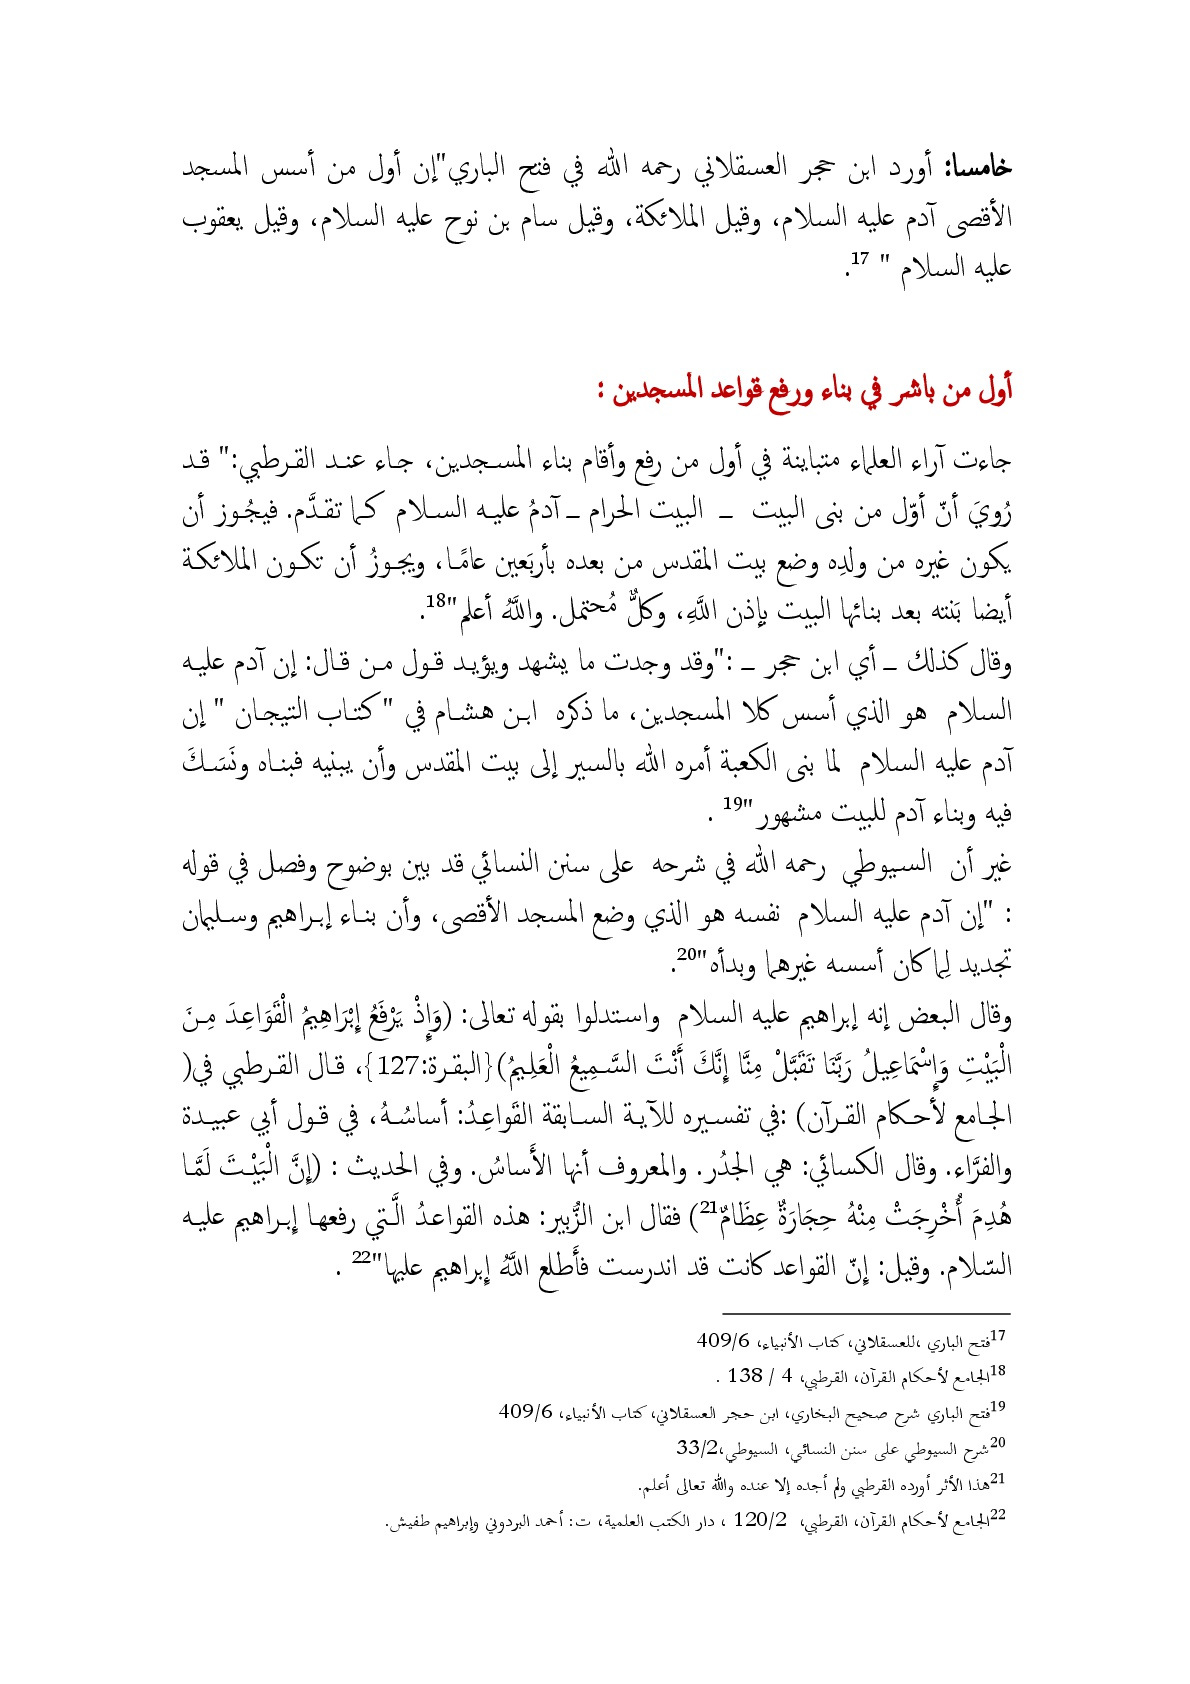 خامسا: أورد ابن حجر العسقلاني رحمه الله في فتح الباري"إن أول من أسس المسجد
الأقصى آدم عليه السلام، وقيل الملائكة، وقيل سام بن نوح عليه السلام، وقيل يعقوب
عليه السلام " 17.
أول من باشر في بناء ورفع قواعد المسجدين :
جاءت آراء العلماء متباينة في أول من رفع وأقام بناء المسجدين، جاء عند القرطبي:" قد
رُويَ أنّ أوّل من بنى البيت – البيت الحرام – آدمُ عليه السلام كما تقدَّم. فيجُوز أن
يكون غيره من ولدِه وضع بيت المقدس من بعده بأربَعين عامًا، ويجوزُ أن تكون الملائكة
أيضا بَنته بعد بنائها البيت بإذن اللَّهِ، وكلٌّ مُحتمل. واللَّهُ أعلم"18.
وقال كذلك – أي ابن حجر – :"وقد وجدت ما يشهد ويؤيد قول من قال: إن آدم عليه
السلام هو الذي أسس كلا المسجدين، ما ذكره ابن هشام في " كتاب التيجان " إن
آدم عليه السلام لما بنى الكعبة أمره الله بالسير إلى بيت المقدس وأن يبنيه فبناه ونَسَكَ
فيه وبناء آدم للبيت مشهور"19 .
غير أن السيوطي رحمه الله في شرحه على سنن النسائي قد بين بوضوح وفصل في قوله
: "إن آدم عليه السلام نفسه هو الذي وضع المسجد الأقصى، وأن بناء إبراهيم وسليمان
تجديد لِما كان أسسه غيرهما وبدأه"20.
وقال البعض إنه إبراهيم عليه السلام واستدلوا بقوله تعالى: (وَإِذْ يَرْفَعُ إِبْرَاهِيمُ الْقَوَاعِدَ مِنَ
الْبَيْتِ وَإِسْمَاعِيلُ رَبَّنَا تَقَبَّلْ مِنَّا إِنَّكَ أَنْتَ السَّمِيعُ الْعَلِيمُ){البقرة:127}، قال القرطبي في(
الجامع لأحكام القرآن) :في تفسيره للآية السابقة القَواعِدُ: أساسُهُ، في قول أبي عبيدة
والفرَّاء. وقال الكسائي: هي الجدُر. والمعروف أنها الأَساسُ. وفي الحديث : (إِنَّ الْبَيْتَ لَمَّا
هُدِمَ أُخْرِجَتْ مِنْهُ حِجَارَةٌ عِظَامٌ21) فقال ابن الزُّبير: هذه القواعدُ الَّتي رفعها إِبراهيم عليه
السّلام. وقيل: إِنّ القواعد كانت قد اندرست فأَطلع اللَّهُ إِبراهيم عليها"22 .
17فتح الباري ،للعسقلاني، كتاب الأنبياء، 409/6
18الجامع لأحكام القرآن، القرطبي، 4 / 138 .
19فتح الباري شرح صحيح البخاري، ابن حجر العسقلاني، كتاب الأنبياء، 409/6
20شرح السيوطي على سنن النسائي، السيوطي،33/2
21هذا الأثر أورده القرطبي ولم أجده إلا عنده والله تعالى أعلم.
22الجامع لأحكام القرآن، القرطبي، 120/2 ، دار الكتب العلمية، ت: أحمد البردوني وإبراهيم طفيش.